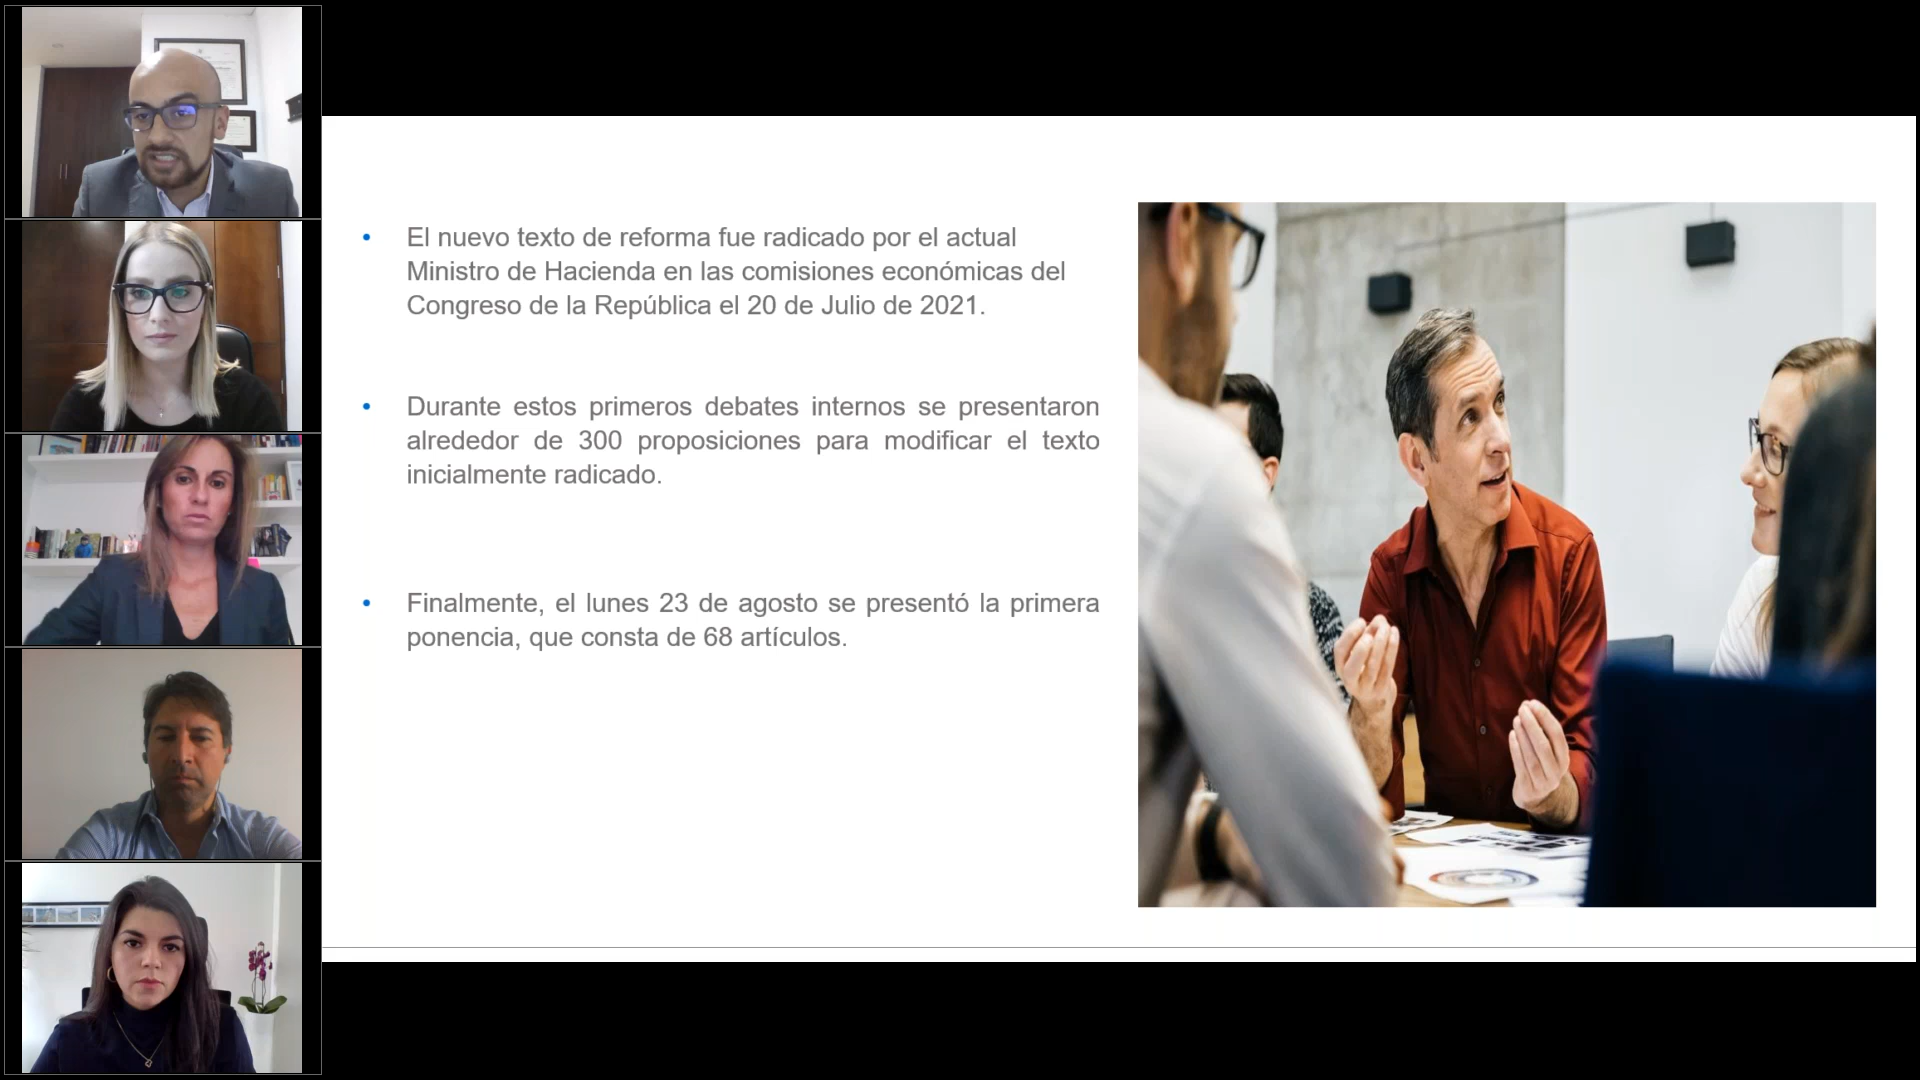 El nuevo texto de reforma fue radicado por el actual
Ministro de Hacienda en las comisiones económicas del
Congreso de la República el 20 de Julio de 2021.
Durante estos primeros debates internos se presentaron
alrededor de 300 proposiciones para modificar el texto
inicialmente radicado.
Finalmente, el lunes 23 de agosto se presentó la primera
ponencia, que consta de 68 artículos.